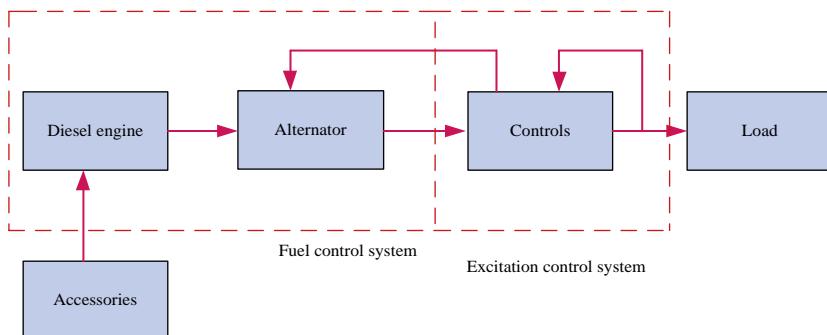 Diesel engine
Alternator
Controls
Load
Fuel control system
Excitation control system
Accessories